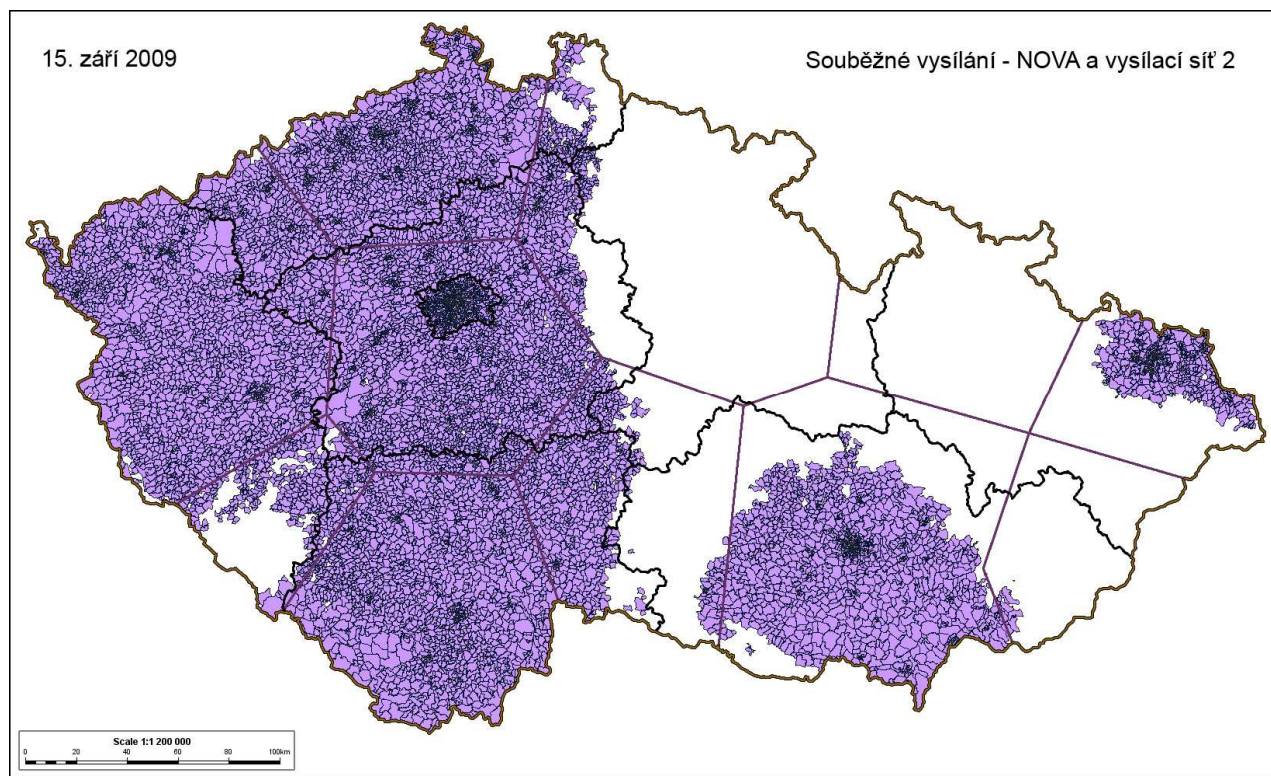 15. září 2009
Souběžné vysílání - NOVA a vysílací síť 2
Scale 1:1 200 000
0 20 40 60 80 100km